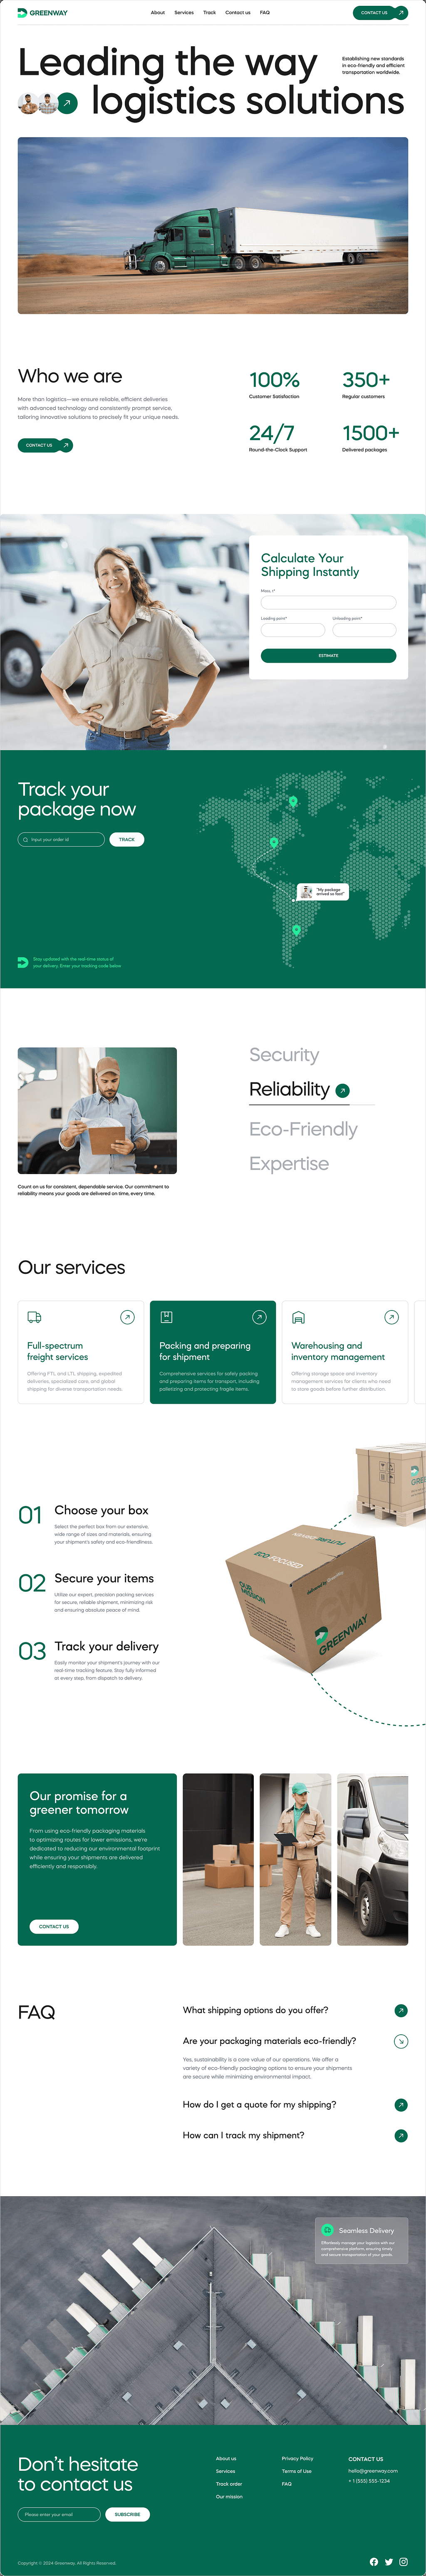 GREENWAY
About
Services
Track
Contact us
FAQ
CONTACT US
Leading the way
Establishing new standards
in eco-friendly and efficient
transportation worldwide.
logistics solutions
Who we are
More than logistics—we ensure reliable, efficient deliveries
with advanced technology and consistently prompt service,
tailoring innovative solutions to precisely fit your unique needs.
CONTACT US
100%
Customer Satisfaction
350+
Regular customers
24/7
Round-the-Clock Support
1500+
Delivered packages
Calculate Your
Shipping Instantly
Loading point*
Unloading point*
ESTIMATE
Track your
package now
Input your order id
TRACK
"My package
arrived so fast"
Stay updated with the real-time status of
your delivery. Enter your tracking code below
Security
Reliability
Eco-Friendly
Expertise
Count on us for consistent, dependable service. Our commitment to
reliability means your goods are delivered on time, every time.
Our services
Full-spectrum
freight services
Offering FTL and LTL shipping, expedited
deliveries, specialized care, and global
shipping for diverse transportation needs.
Packing and preparing
for shipment
Comprehensive services for safely packing
and preparing items for transport, including
palletizing and protecting fragile items.
Warehousing and
inventory management
Offering storage space and inventory
management services for clients who need
to store goods before further distribution.
01
Choose your box
Select the perfect box from our extensive,
wide range of sizes and materials, ensuring
your shipment's safety and eco-friendliness.
02
Secure your items
Utilize our expert, precision packing services
for secure, reliable shipment, minimizing risk
and ensuring absolute peace of mind.
03
Track your delivery
Easily monitor your shipment's journey with our
real-time tracking feature. Stay fully informed
at every step, from dispatch to delivery.
FUTURE
ECO FOCUSED
OUR
MISSION
GREENWAY
Our promise for a
greener tomorrow
From using eco-friendly packaging materials
to optimizing routes for lower emissions, we're
dedicated to reducing our environmental footprint
while ensuring your shipments are delivered
efficiently and responsibly.
CONTACT US
FAQ
What shipping options do you offer?
Are your packaging materials eco-friendly?
Yes, sustainability is a core value of our operations. We offer a
variety of eco-friendly packaging options to ensure your shipments
are secure while minimizing environmental impact.
How do I get a quote for my shipping?
How can I track my shipment?
Seamless Delivery
Effortlessly manage your logistics with our
comprehensive platform, ensuring timely
and secure transportation of your goods.
Don't hesitate
to contact us
Please enter your email
SUBSCRIBE
About us
Services
Track order
Our mission
Privacy Policy
Terms of Use
FAQ
CONTACT US
hello@greenway.com
+ 1 (555) 555-1234
Copyright © 2024 Greenway. All Rights Reserved.